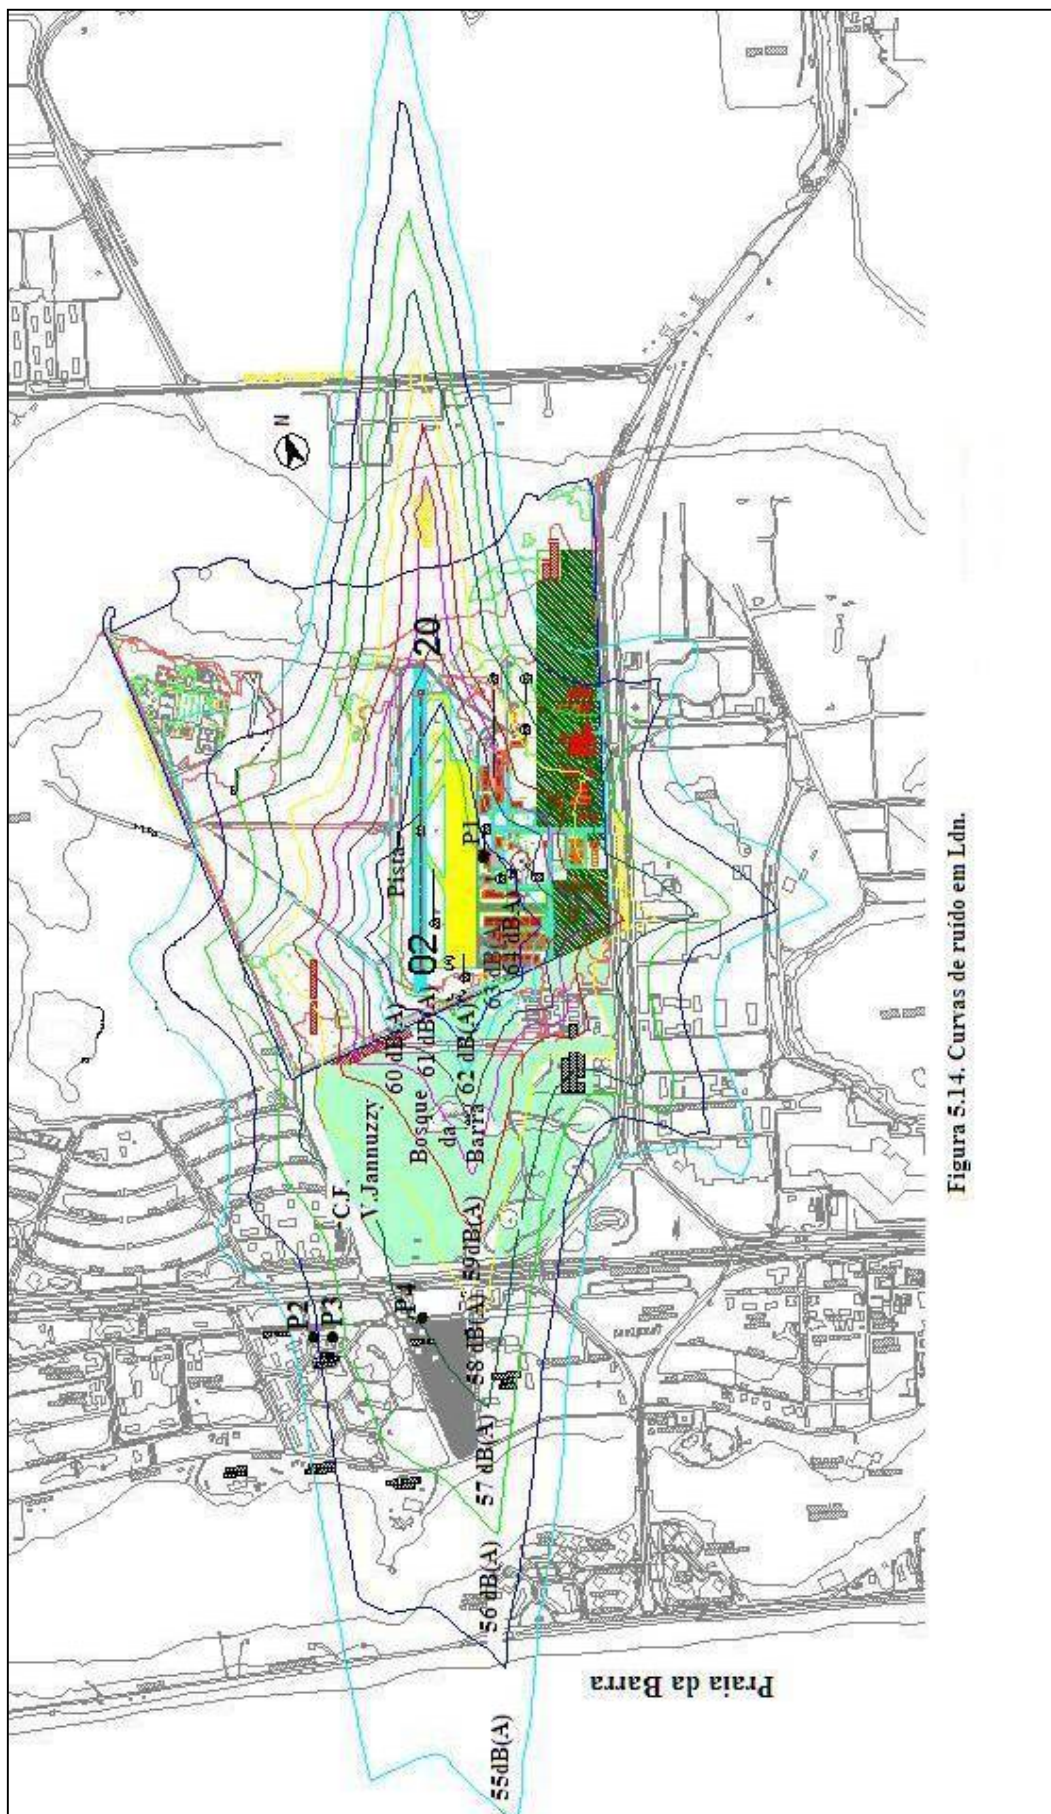 N
20
Pista
P1
02
64 dB(A)
63 dB(A)
62 dB(A)
61 dB(A)
60 dB(A)
Bosque
da
Barra
V.Jannuzzy
C.F.
59dB(A)
58 dB(A)
P2
P3
P4
57 dB(A)
56 dB(A)
55dB(A)
Praia da Barra
Figura 5.14. Curvas de ruído em Ldn.